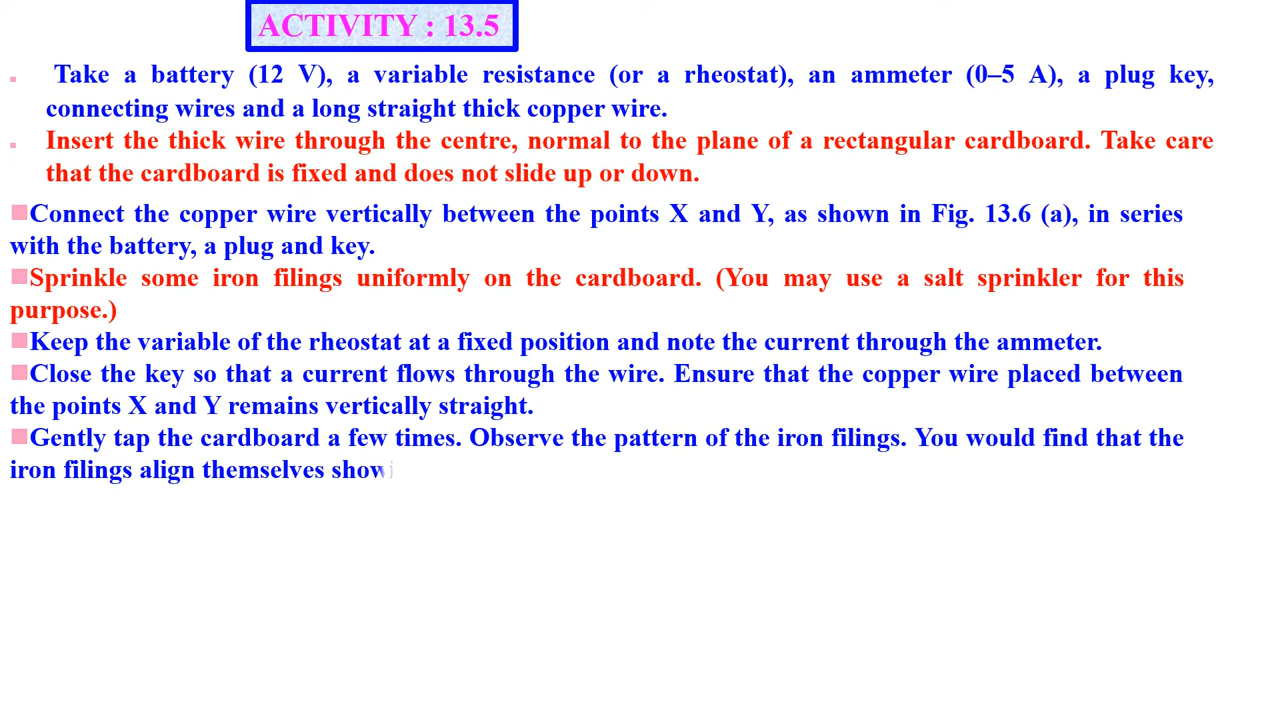 ACTIVITY : 13.5
Take a battery (12 V), a variable resistance (or a rheostat), an ammeter (0–5 A), a plug key,
connecting wires and a long straight thick copper wire.
Insert the thick wire through the centre, normal to the plane of a rectangular cardboard. Take care
that the cardboard is fixed and does not slide up or down.
Connect the copper wire vertically between the points X and Y, as shown in Fig. 13.6 (a), in series
with the battery, a plug and key.
Sprinkle some iron filings uniformly on the cardboard. (You may use a salt sprinkler for this
purpose.)
Keep the variable of the rheostat at a fixed position and note the current through the ammeter.
Close the key so that a current flows through the wire. Ensure that the copper wire placed between
the points X and Y remains vertically straight.
Gently tap the cardboard a few times. Observe the pattern of the iron filings. You would find that the
iron filings align themselves show